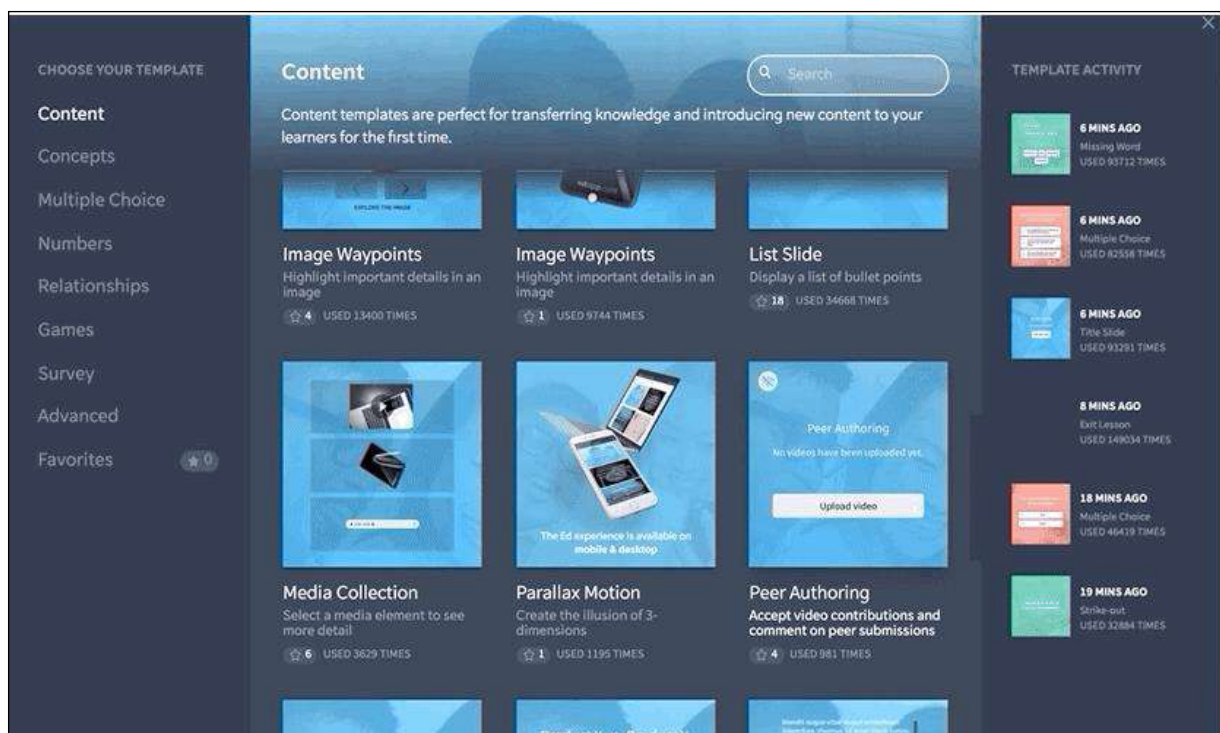 CHOOSE YOUR TEMPLATE
Content
Concepts
Multiple Choice
Numbers
Relationships
Games
Survey
Advanced
Favorites
0
Content
Search
Content templates are perfect for transferring knowledge and introducing new content to your
learners for the first time.
EXPLORE THE IMAGE
Image Waypoints
Highlight important details in an
image
4 USED 13400 TIMES
Image Waypoints
Highlight important details in an
image
1 USED 9744 TIMES
List Slide
Display a list of bullet points
18 USED 34668 TIMES
Media Collection
Select a media element to see
more detail
6 USED 3629 TIMES
The Ed experience is available on
mobile & desktop
Parallax Motion
Create the illusion of 3-
dimensions
1 USED 1195 TIMES
Peer Authoring
No videos have been uploaded yet.
Upload video
Peer Authoring
Accept video contributions and
comment on peer submissions
4 USED 981 TIMES
TEMPLATE ACTIVITY
6 MINS AGO
Missing Word
USED 93712 TIMES
6 MINS AGO
Multiple Choice
USED 82558 TIMES
6 MINS AGO
Title Slide
USED 93291 TIMES
8 MINS AGO
Exit Lesson
USED 149034 TIMES
18 MINS AGO
Multiple Choice
USED 46419 TIMES
19 MINS AGO
Strike-out
USED 32884 TIMES